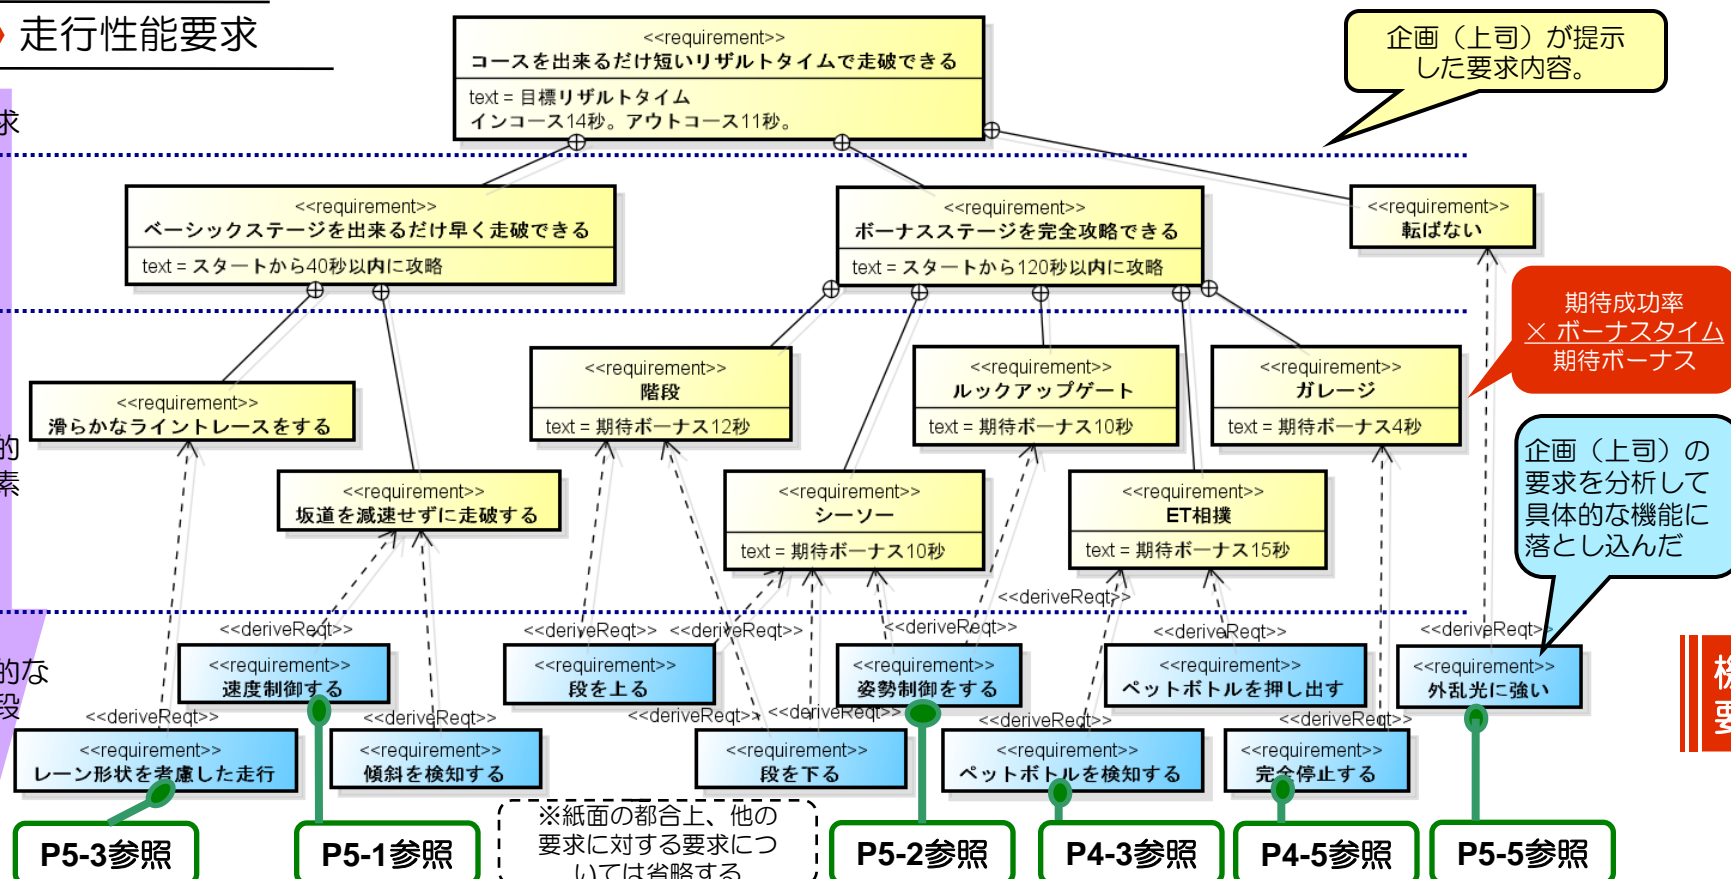 走行性能要求
<<requirement>>
コースを出来るだけ短いリザルトタイムで走破できる
text = 目標リザルトタイム
インコース14秒。アウトコース11秒。
企画（上司）が提示
した要求内容。
求
<<requirement>>
ベーシックステージを出来るだけ早く走破できる
text = スタートから40秒以内に攻略
<<requirement>>
ボーナスステージを完全攻略できる
text = スタートから120秒以内に攻略
<<requirement>>
転ばない
期待成功率
× ボーナスタイム
期待ボーナス
<<requirement>>
滑らかなライントレースをする
<<requirement>>
階段
text = 期待ボーナス12秒
<<requirement>>
ルックアップゲート
text = 期待ボーナス10秒
<<requirement>>
ガレージ
text = 期待ボーナス4秒
的
素
<<requirement>>
坂道を減速せずに走破する
<<requirement>>
シーソー
text = 期待ボーナス10秒
<<requirement>>
ET相撲
text = 期待ボーナス15秒
企画（上司）の
要求を分析して
具体的な機能に
落とし込んだ
<<deriveReqt>>
<<deriveReqt>>
<<deriveReqt>>
<<deriveReqt>>
<<deriveReqt>>
<<deriveReqt>>
<<deriveReqt>>
的な
段
<<requirement>>
速度制御する
<<requirement>>
段を上る
<<requirement>>
姿勢制御をする
<<requirement>>
ペットボトルを押し出す
<<requirement>>
外乱光に強い
<<deriveReqt>>
<<deriveReqt>>
<<deriveReqt>>
<<deriveReqt>>
<<deriveReqt>>
<<deriveReqt>>
<<requirement>>
レーン形状を考慮した走行
<<requirement>>
傾斜を検知する
<<requirement>>
段を下る
<<requirement>>
ペットボトルを検知する
<<requirement>>
完全停止する
P5-3参照
P5-1参照
※紙面の都合上、他の
要求に対する要求につ
いては省略する
P5-2参照
P4-3参照
P4-5参照
P5-5参照